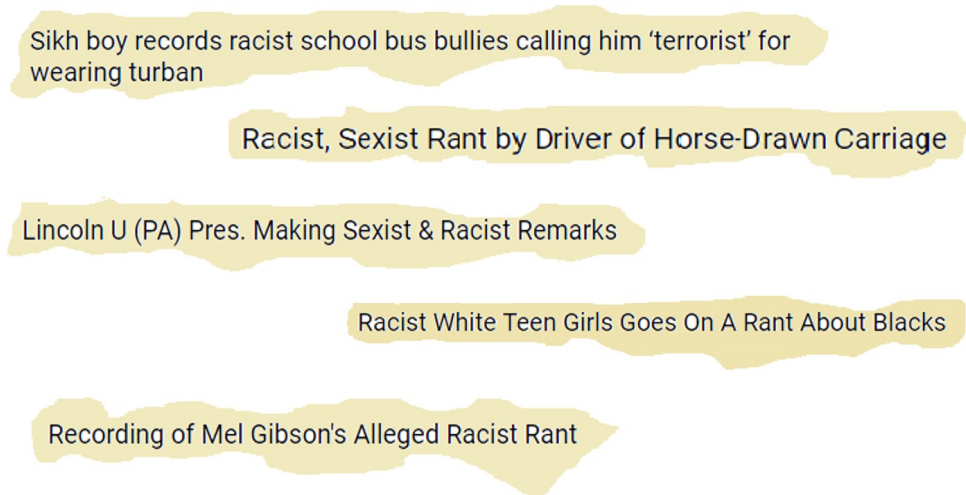 Sikh boy records racist school bus bullies calling him ‘terrorist’ for
wearing turban
Racist, Sexist Rant by Driver of Horse-Drawn Carriage
Lincoln U (PA) Pres. Making Sexist & Racist Remarks
Racist White Teen Girls Goes On A Rant About Blacks
Recording of Mel Gibson's Alleged Racist Rant